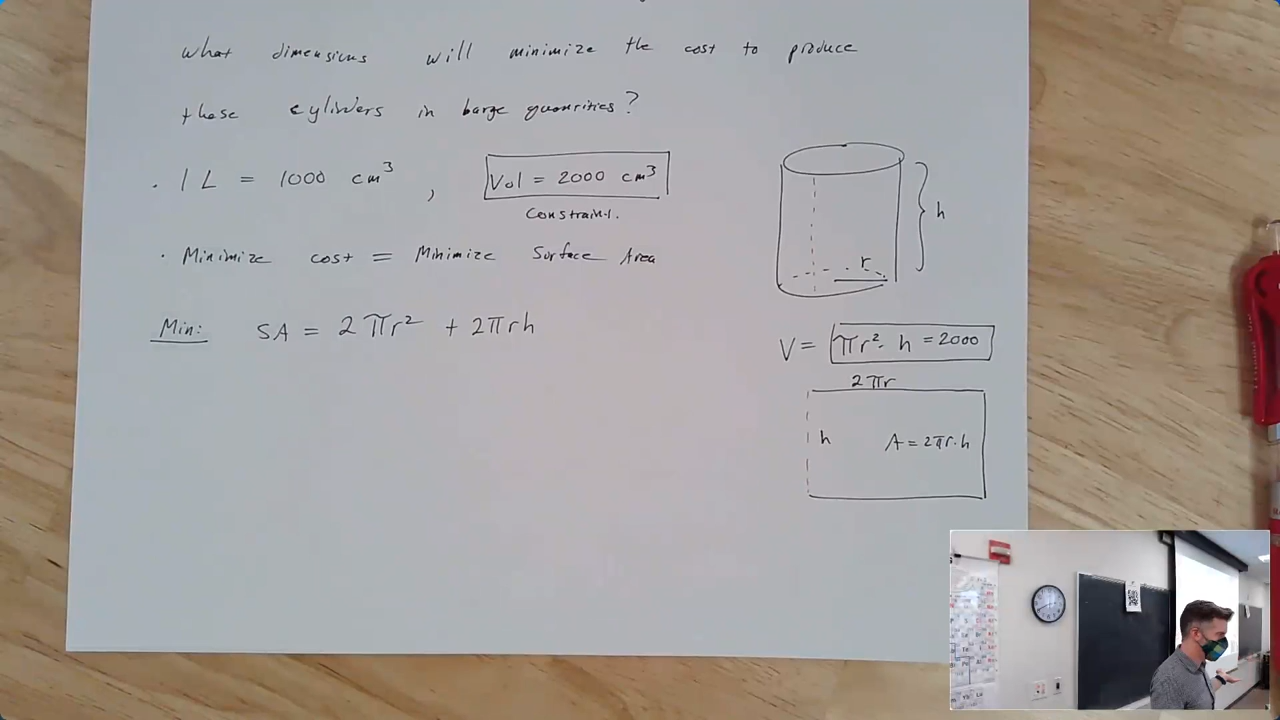 What dimensions will minimize the cost to produce
these cylinders in large quantities?
. 1 L = 1000 cm³ , Vol = 2000 cm³
Constraint.
. Minimize cost = Minimize Surface Area
Min: SA = 2πr² + 2πrh
h
r
V = πr² · h = 2000
2πr
h
A = 2πr·h